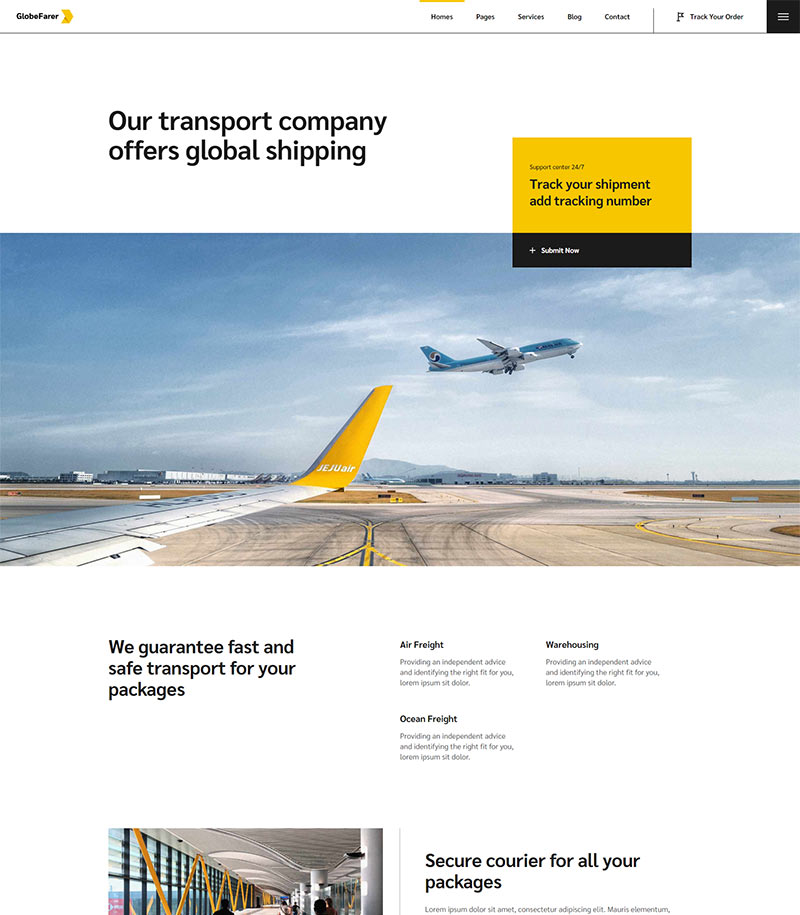 GlobeFarer
Homes
Pages
Services
Blog
Contact
Track Your Order
Our transport company
offers global shipping
Support center 24/7
Track your shipment
add tracking number
+ Submit Now
JEJUair
We guarantee fast and
safe transport for your
packages
Air Freight
Providing an independent advice
and identifying the right fit for you,
lorem ipsum sit dolor.
Warehousing
Providing an independent advice
and identifying the right fit for you,
lorem ipsum sit dolor.
Ocean Freight
Providing an independent advice
and identifying the right fit for you,
lorem ipsum sit dolor.
Secure courier for all your
packages
Lorem ipsum dolor sit amet, consectetur adipiscing elit. Mauris elementum,